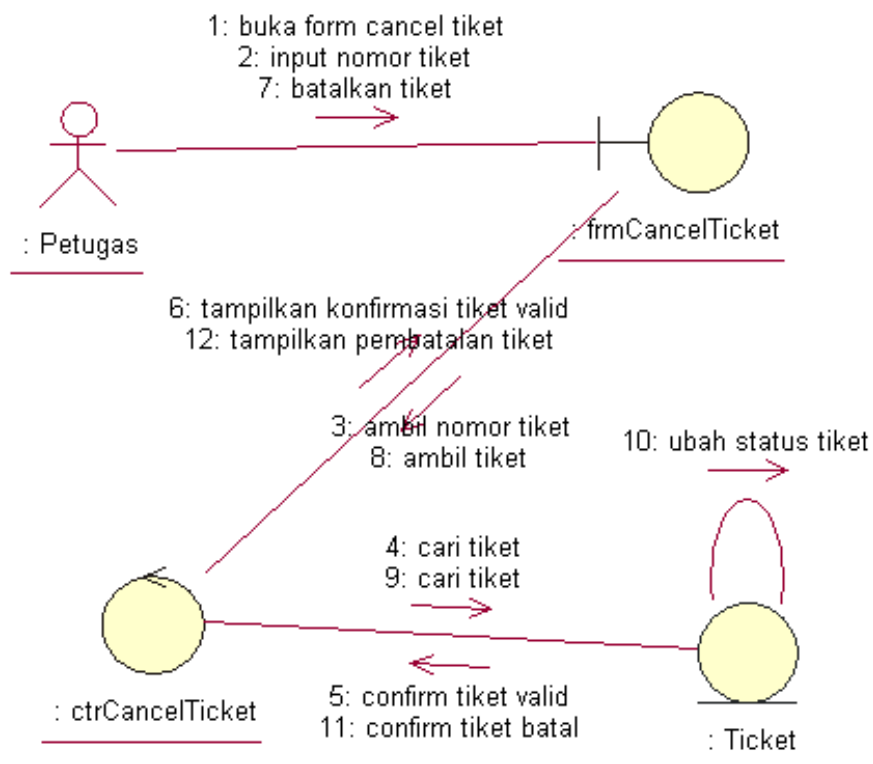 1: buka form cancel tiket
2: input nomor tiket
7: batalkan tiket
: Petugas
: frmCancelTicket
6: tampilkan konfirmasi tiket valid
12: tampilkan pembatalan tiket
3: ambil nomor tiket
8: ambil tiket
10: ubah status tiket
4: cari tiket
9: cari tiket
: ctrCancelTicket
5: confirm tiket valid
11: confirm tiket batal
: Ticket